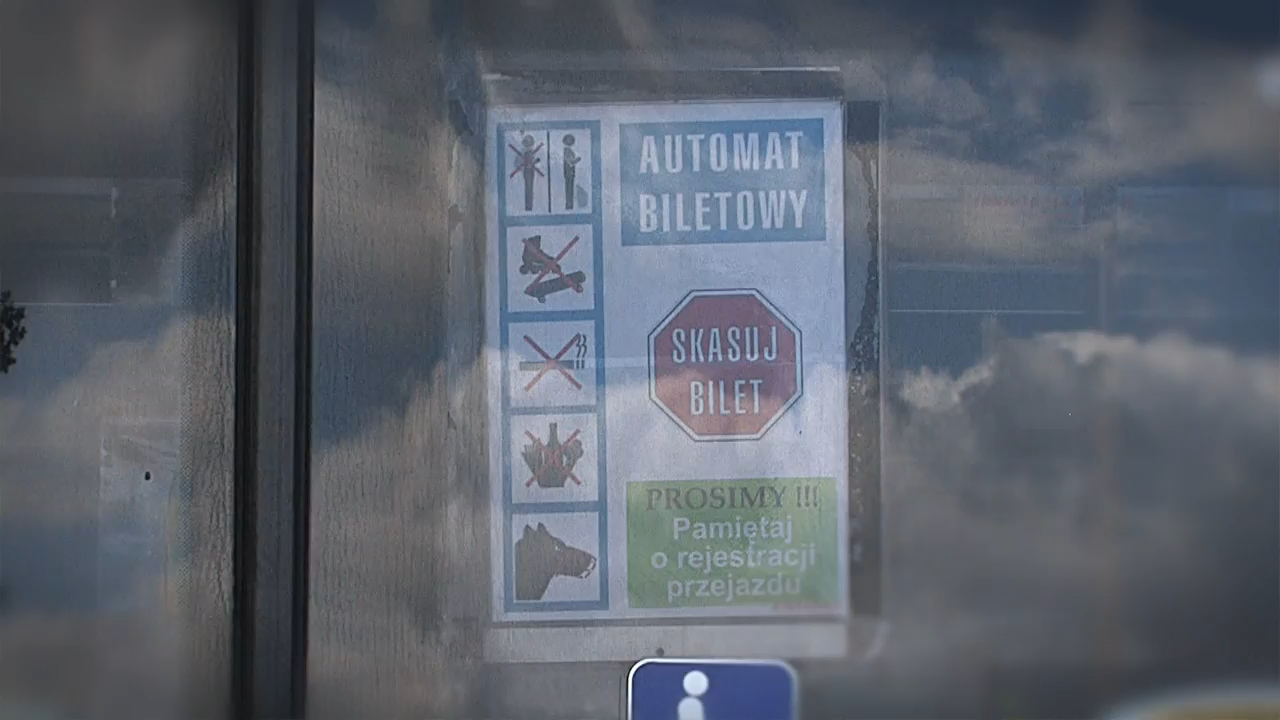 AUTOMAT
BILETOWY
SKASUJ
BILET
PROSIMY !!!
Pamiętaj
o rejestracji
przejazdu